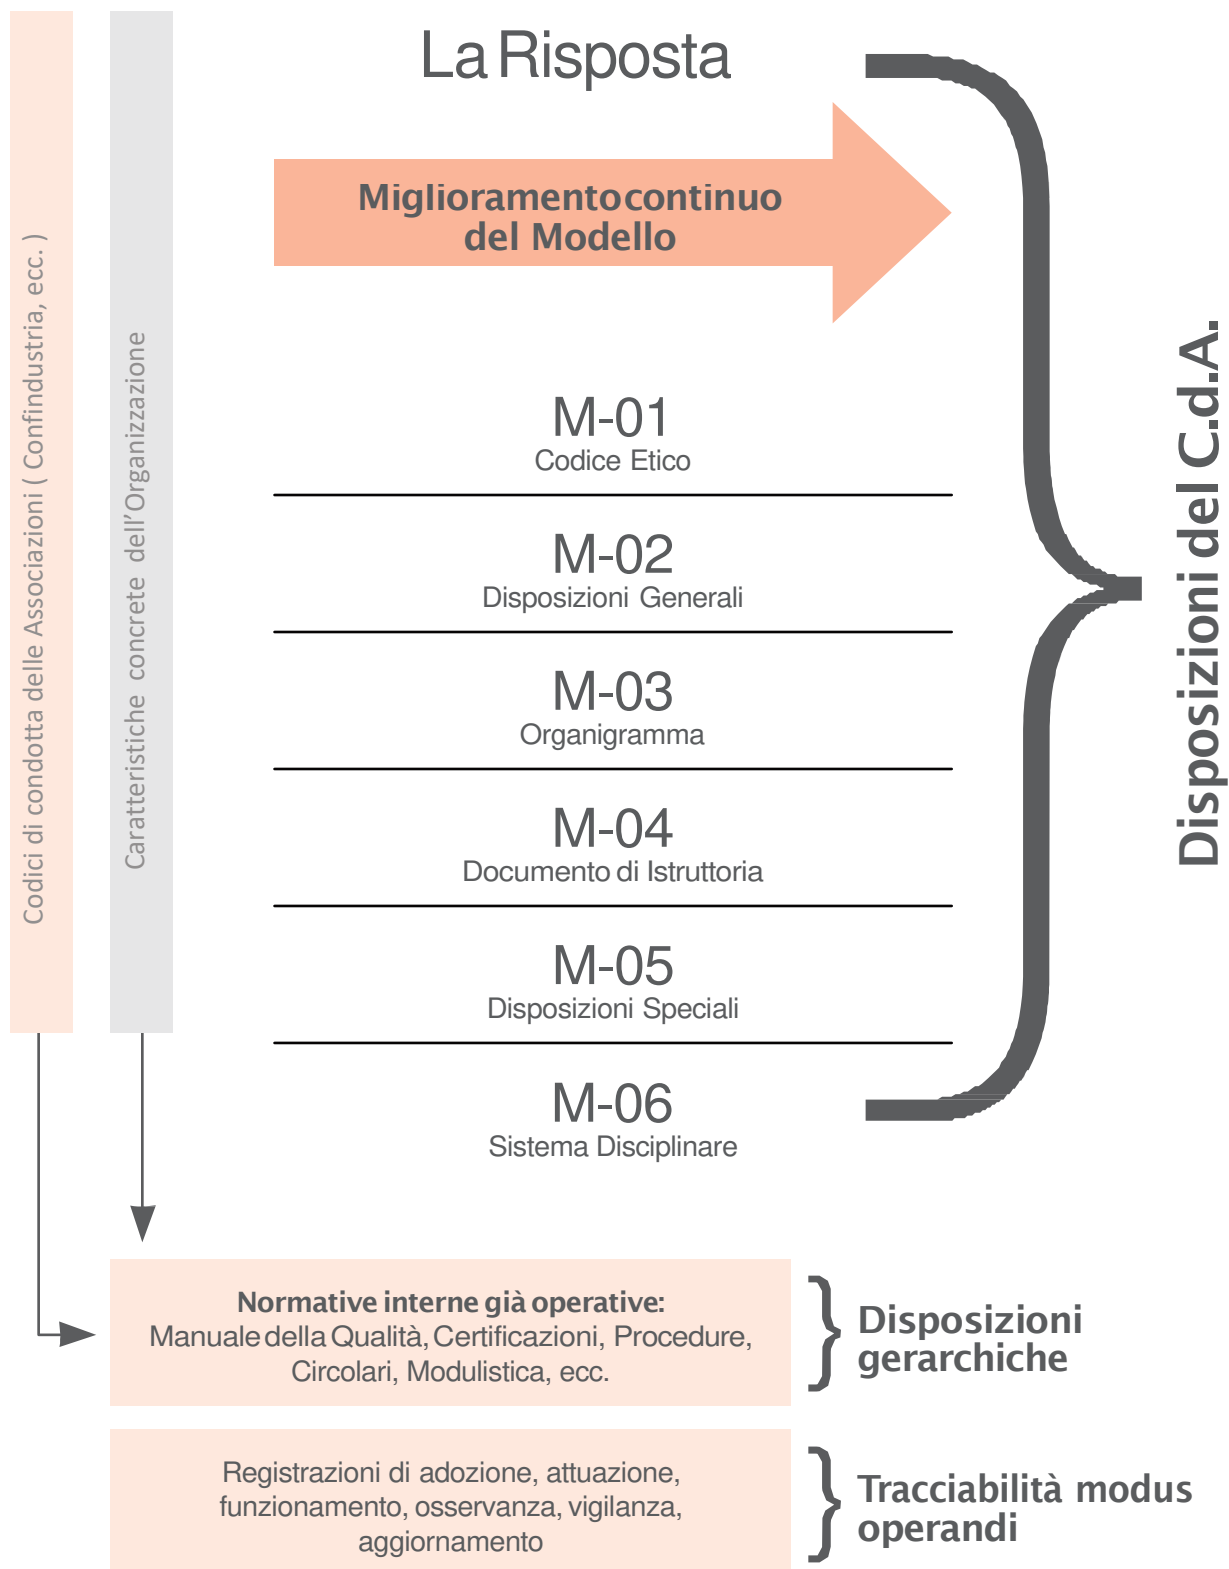 Codici di condotta delle Associazioni ( Confindustria, ecc. )
Caratteristiche concrete dell'Organizzazione
La Risposta
Miglioramento continuo
del Modello
M-01
Codice Etico
M-02
Disposizioni Generali
M-03
Organigramma
M-04
Documento di Istruttoria
M-05
Disposizioni Speciali
M-06
Sistema Disciplinare
Disposizioni del C.d.A.
Normative interne già operative:
Manuale della Qualità, Certificazioni, Procedure,
Circolari, Modulistica, ecc.
Disposizioni
gerarchiche
Registrazioni di adozione, attuazione,
funzionamento, osservanza, vigilanza,
aggiornamento
Tracciabilità modus
operandi